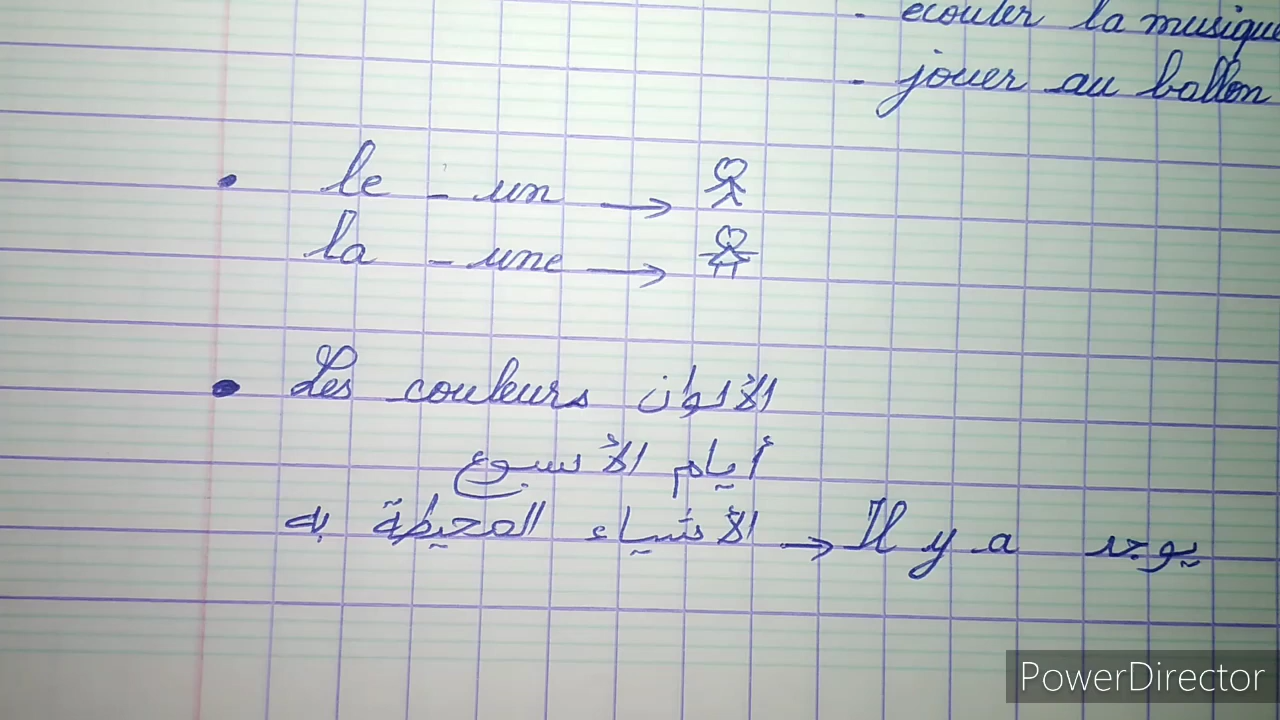 - écouter la musique
- jouer au ballon
• le - un →
la - une →
• Les couleurs الألوان
أيام الأسبوع
الأشياء المحيطة به → Il y a يوجد
PowerDirector